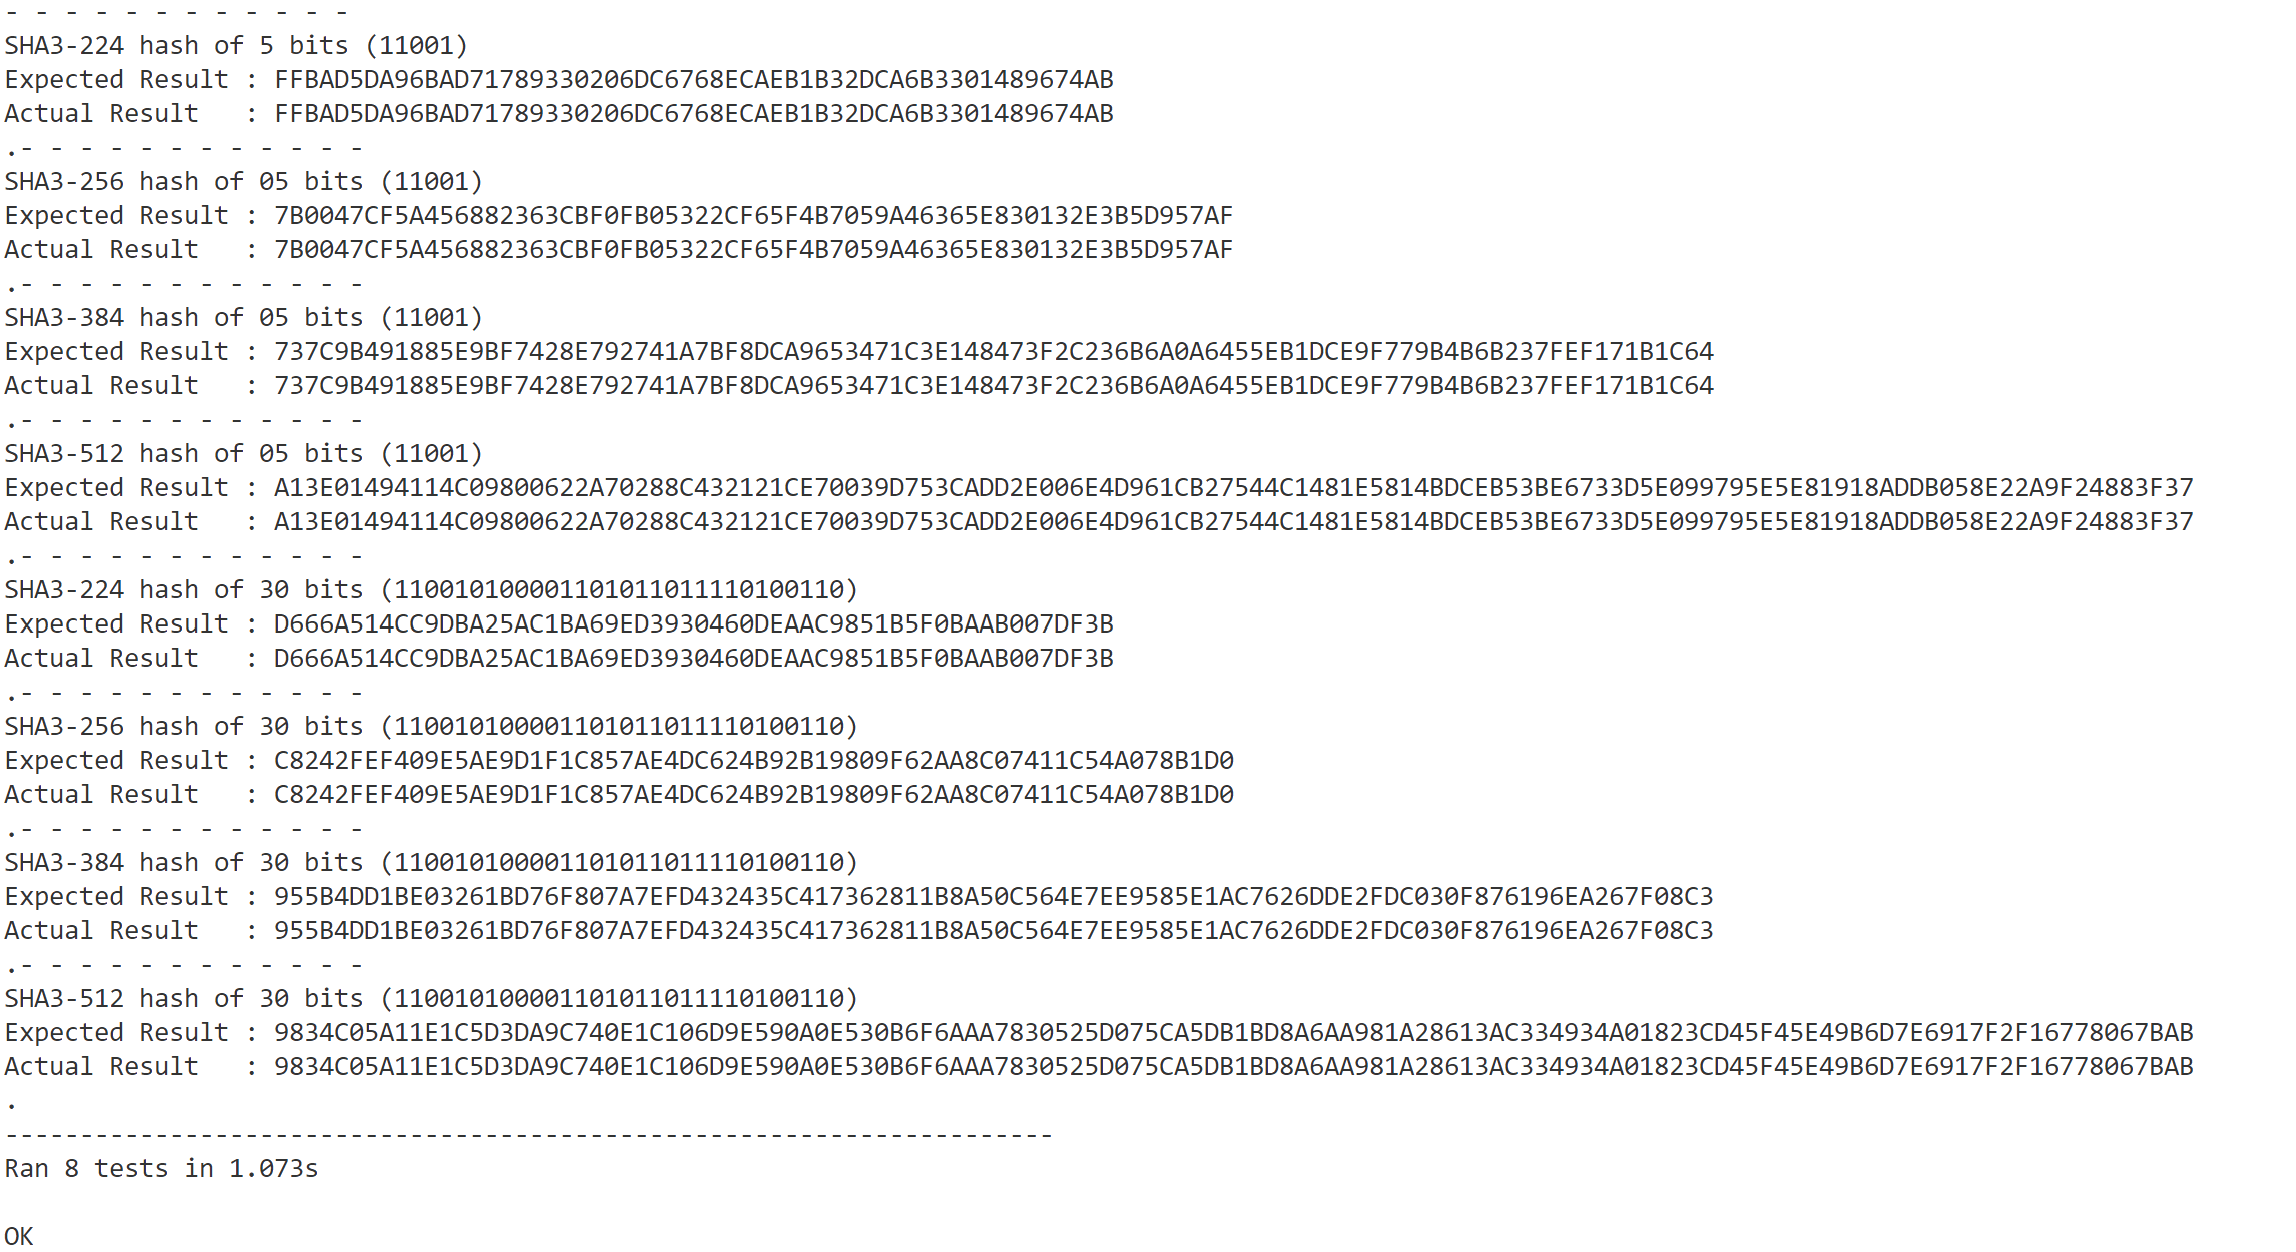 - - - - - - - - - - - -
SHA3-224 hash of 5 bits (11001)
Expected Result : FFBAD5DA96BAD71789330206DC6768ECAEB1B32DCA6B3301489674AB
Actual Result   : FFBAD5DA96BAD71789330206DC6768ECAEB1B32DCA6B3301489674AB
.- - - - - - - - - - - -
SHA3-256 hash of 05 bits (11001)
Expected Result : 7B0047CF5A456882363CBF0FB05322CF65F4B7059A46365E830132E3B5D957AF
Actual Result   : 7B0047CF5A456882363CBF0FB05322CF65F4B7059A46365E830132E3B5D957AF
.- - - - - - - - - - - -
SHA3-384 hash of 05 bits (11001)
Expected Result : 737C9B491885E9BF7428E792741A7BF8DCA9653471C3E148473F2C236B6A0A6455EB1DCE9F779B4B6B237FEF171B1C64
Actual Result   : 737C9B491885E9BF7428E792741A7BF8DCA9653471C3E148473F2C236B6A0A6455EB1DCE9F779B4B6B237FEF171B1C64
.- - - - - - - - - - - -
SHA3-512 hash of 05 bits (11001)
Expected Result : A13E01494114C09800622A70288C432121CE70039D753CADD2E006E4D961CB27544C1481E5814BDCEB53BE6733D5E099795E5E81918ADDB058E22A9F24883F37
Actual Result   : A13E01494114C09800622A70288C432121CE70039D753CADD2E006E4D961CB27544C1481E5814BDCEB53BE6733D5E099795E5E81918ADDB058E22A9F24883F37
.- - - - - - - - - - - -
SHA3-224 hash of 30 bits (110010100001101011011110100110)
Expected Result : D666A514CC9DBA25AC1BA69ED3930460DEAAC9851B5F0BAAB007DF3B
Actual Result   : D666A514CC9DBA25AC1BA69ED3930460DEAAC9851B5F0BAAB007DF3B
.- - - - - - - - - - - -
SHA3-256 hash of 30 bits (110010100001101011011110100110)
Expected Result : C8242FEF409E5AE9D1F1C857AE4DC624B92B19809F62AA8C07411C54A078B1D0
Actual Result   : C8242FEF409E5AE9D1F1C857AE4DC624B92B19809F62AA8C07411C54A078B1D0
.- - - - - - - - - - - -
SHA3-384 hash of 30 bits (110010100001101011011110100110)
Expected Result : 955B4DD1BE03261BD76F807A7EFD432435C417362811B8A50C564E7EE9585E1AC7626DDE2FDC030F876196EA267F08C3
Actual Result   : 955B4DD1BE03261BD76F807A7EFD432435C417362811B8A50C564E7EE9585E1AC7626DDE2FDC030F876196EA267F08C3
.- - - - - - - - - - - -
SHA3-512 hash of 30 bits (110010100001101011011110100110)
Expected Result : 9834C05A11E1C5D3DA9C740E1C106D9E590A0E530B6F6AAA7830525D075CA5DB1BD8A6AA981A28613AC334934A01823CD45F45E49B6D7E6917F2F16778067BAB
Actual Result   : 9834C05A11E1C5D3DA9C740E1C106D9E590A0E530B6F6AAA7830525D075CA5DB1BD8A6AA981A28613AC334934A01823CD45F45E49B6D7E6917F2F16778067BAB
.
----------------------------------------------------------------------
Ran 8 tests in 1.073s
OK